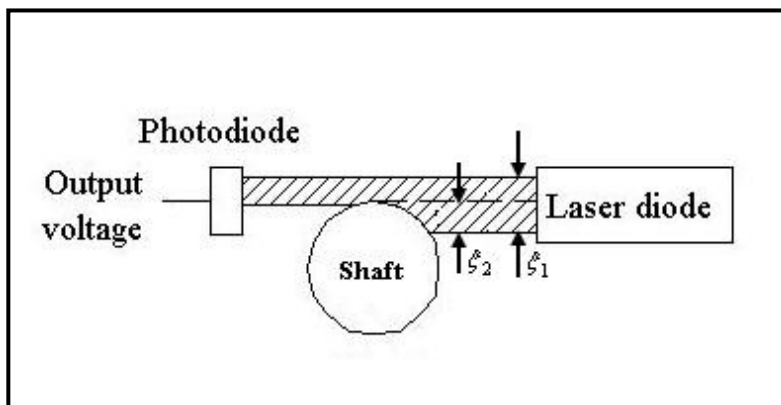 Photodiode
Output
voltage
Laser diode
Shaft
ξ2
ξ1